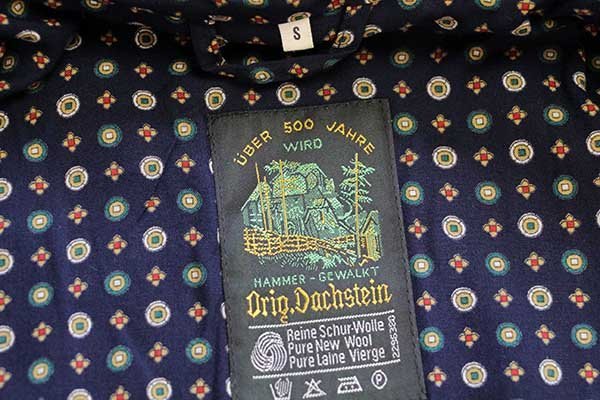 S
ÜBER 500 JAHRE
WIRD
HAMMER - GEWALKT
Orig. Dachstein
Reine Schur-Wolle
Pure New Wool
Pure Laine Vierge
P